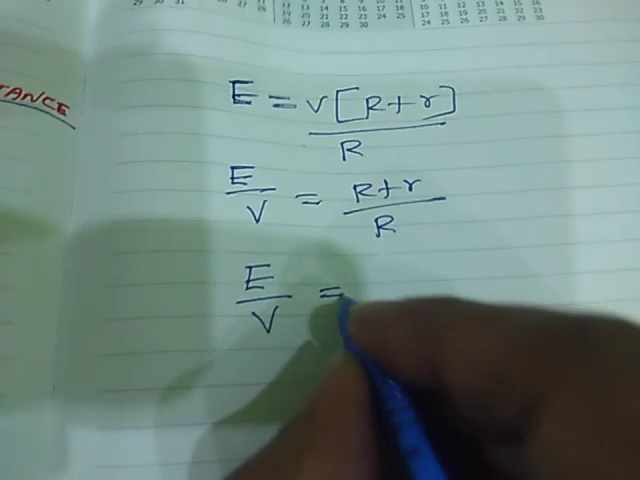 TANCE
E = V[R+r]
R
E/V = R+r/R
E/V =